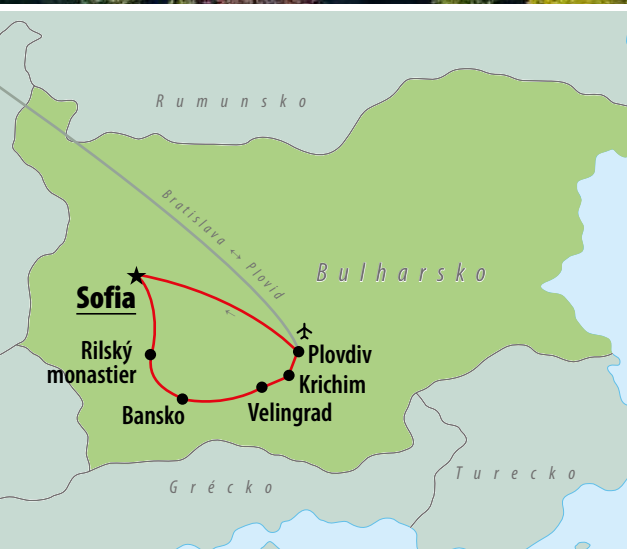 Rumunsko
Bratislava ↔ Plovid
Bulharsko
Sofia
Plovdiv
Rilský
monastier
Krichim
Bansko
Velingrad
Turecko
Grécko